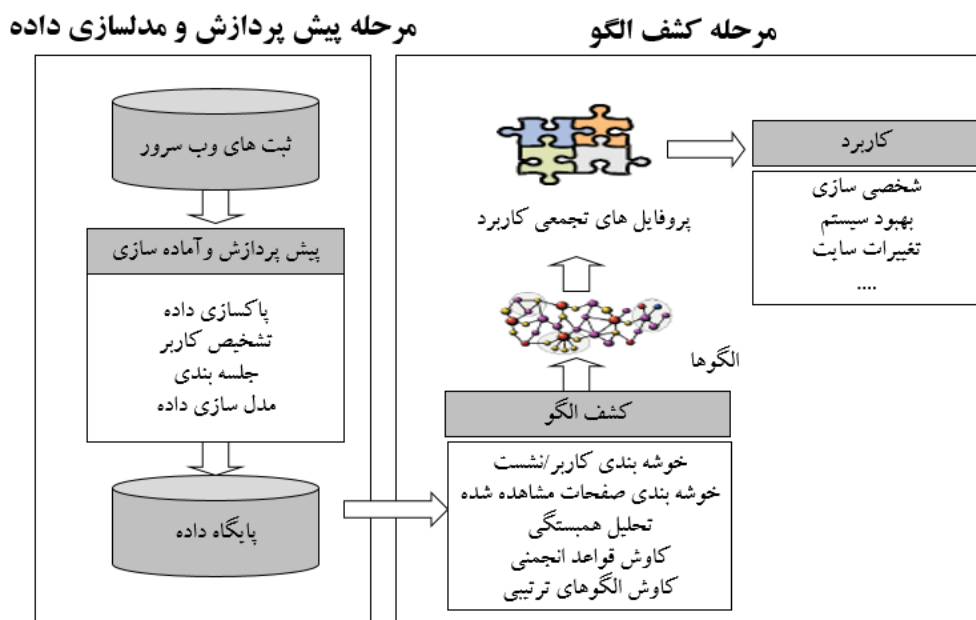 مرحله پیش پردازش و مدلسازی داده
ثبت های وب سرور
پیش پردازش و آماده سازی
پاکسازی داده
تشخیص کاربر
جلسه بندی
مدل سازی داده
پایگاه داده
مرحله کشف الگو
کشف الگو
خوشه بندی کاربر/نشست
خوشه بندی صفحات مشاهده شده
تحلیل همبستگی
کاوش قواعد انجمنی
کاوش الگوهای ترتیبی
الگوها
پروفایل های تجمعی کاربرد
کاربرد
شخصی سازی
بهبود سیستم
تغییرات سایت
....